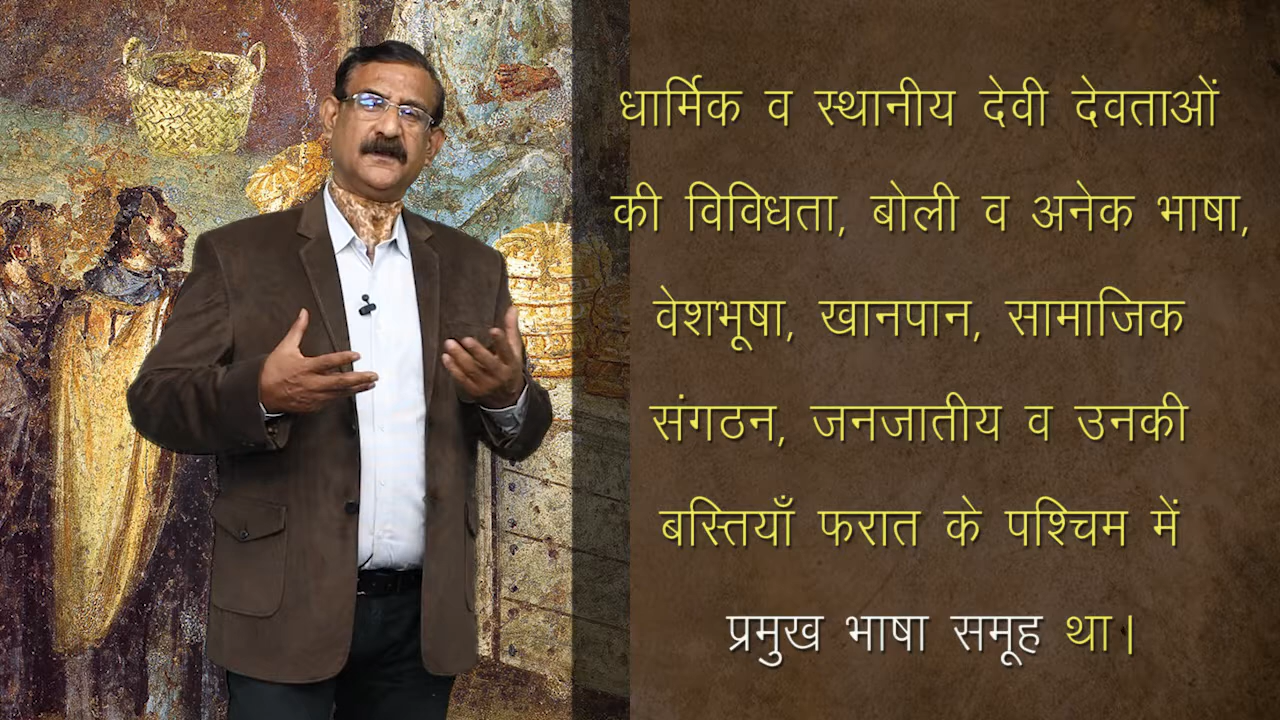 धार्मिक व स्थानीय देवी देवताओं
की विविधता, बोली व अनेक भाषा,
वेशभूषा, खानपान, सामाजिक
संगठन, जनजातीय व उनकी
बस्तियाँ फरात के पश्चिम में
प्रमुख भाषा समूह था।